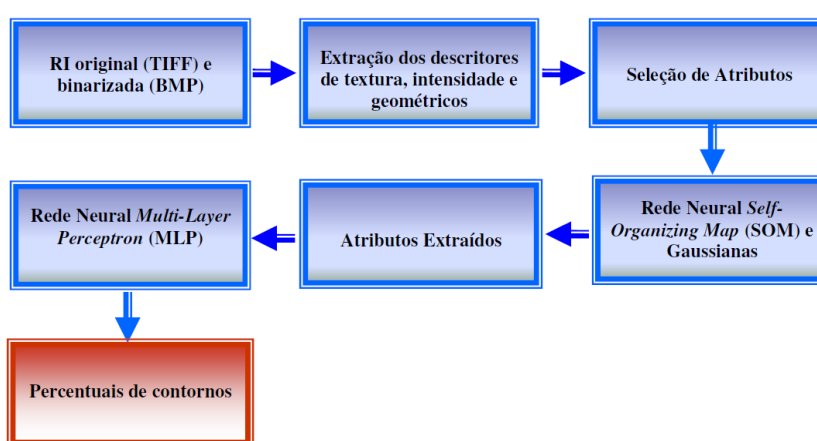 RI original (TIFF) e
binarizada (BMP)
Extração dos descritores
de textura, intensidade e
geométricos
Seleção de Atributos
Rede Neural Self-
Organizing Map (SOM) e
Gaussianas
Atributos Extraídos
Rede Neural Multi-Layer
Perceptron (MLP)
Percentuais de contornos